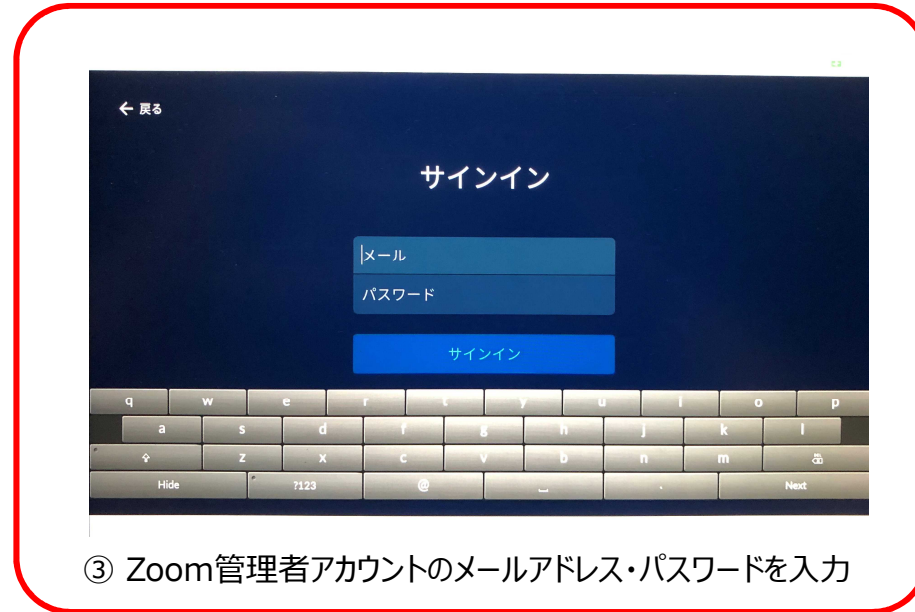 ← 戻る
サインイン
メール
パスワード
サインイン
q w e r t y u i o p
a s d f g h j k l
z x c v b n m
Hide ?123 @ . Next
③ Zoom管理者アカウントのメールアドレス・パスワードを入力